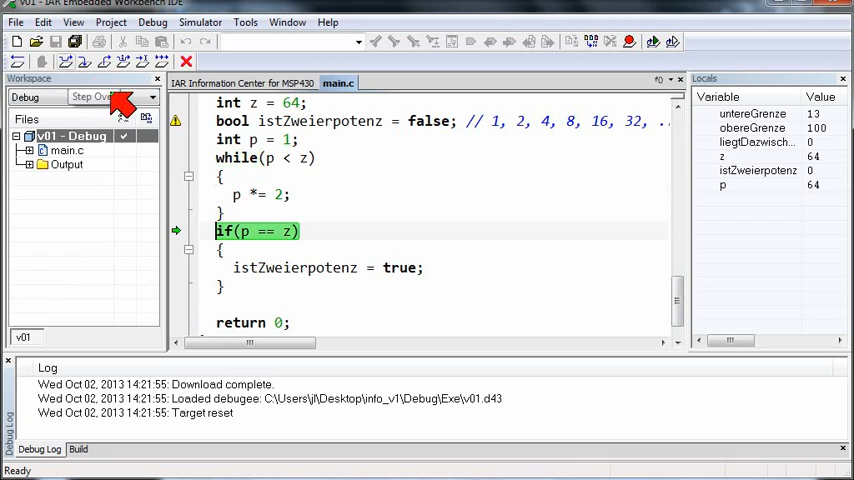 v01 - IAR Embedded Workbench IDE
File Edit View Project Debug Simulator Tools Window Help
Workspace
Debug
Step Ove
Files
v01 - Debug
main.c
Output
v01
IAR Information Center for MSP430 main.c
f0
int z = 64;
bool istZweierpotenz = false; // 1, 2, 4, 8, 16, 32, ..
int p = 1;
while(p < z)
{
p *= 2;
}
if(p == z)
{
istZweierpotenz = true;
}
return 0;
Locals
Variable Value
untereGrenze 13
obereGrenze 100
liegtDazwisch... 0
z 64
istZweierpotenz 0
p 64
Log
Wed Oct 02, 2013 14:21:55: Download complete.
Wed Oct 02, 2013 14:21:55: Loaded debugee: C:\Users\jl\Desktop\info_v1\Debug\Exe\v01.d43
Wed Oct 02, 2013 14:21:55: Target reset
Debug Log
Debug Log Build
Ready